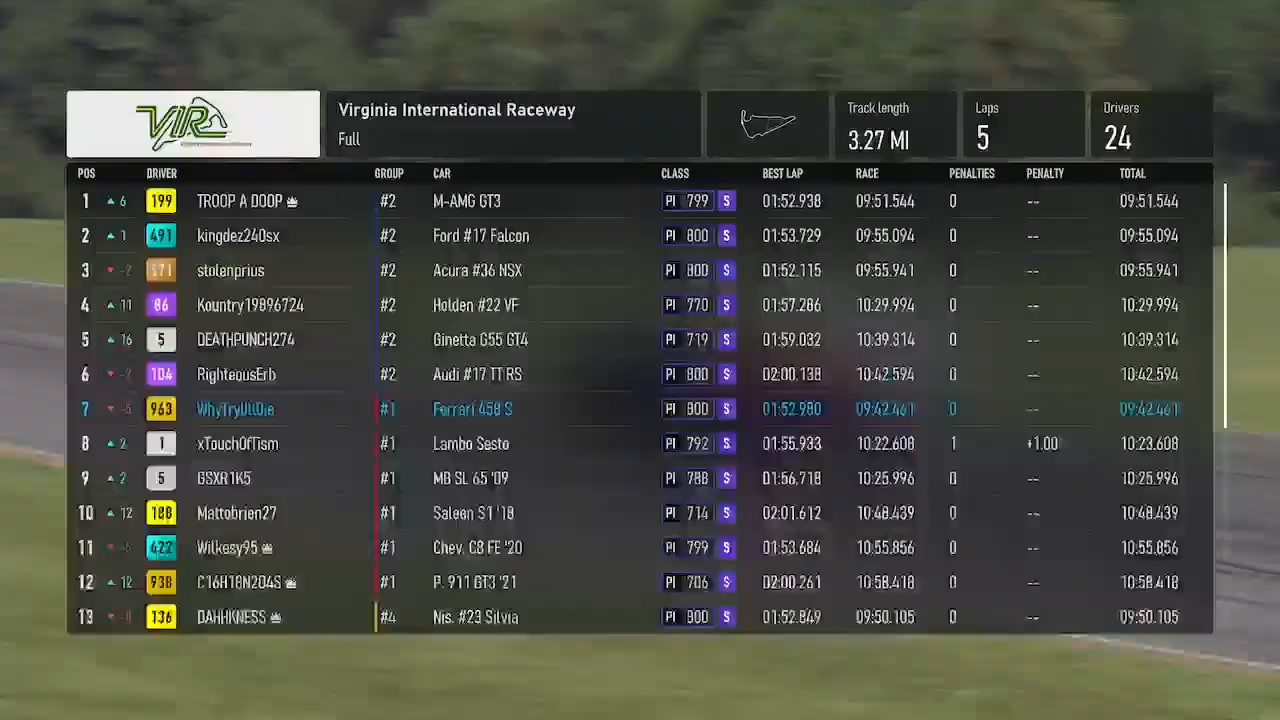 VIR
Virginia International Raceway
Full
Track length
3.27 MI
Laps
5
Drivers
24
POS DRIVER GROUP CAR CLASS BEST LAP RACE PENALTIES PENALTY TOTAL
1 6 199 TROOP A DOOP #2 M-AMG GT3 PI 799 S 01:52.938 09:51.544 0 -- 09:51.544
2 1 491 kingdez240sx #2 Ford #17 Falcon PI 800 S 01:53.729 09:55.094 0 -- 09:55.094
3 -2 571 stolenprius #2 Acura #36 NSX PI 800 S 01:52.115 09:55.941 0 -- 09:55.941
4 11 86 Kountry19896724 #2 Holden #22 VF PI 770 S 01:57.286 10:29.994 0 -- 10:29.994
5 16 5 DEATHPUNCH274 #2 Ginetta G55 GT4 PI 719 S 01:59.032 10:39.314 0 -- 10:39.314
6 104 RighteousErb #2 Audi #17 TT RS PI 800 S 02:00.138 10:42.594 0 -- 10:42.594
7 -5 963 #1 Ferrari 458 S PI 800 S 01:52.980 09:42.461 0 -- 09:42.461
8 2 1 xTouchOfTism #1 Lambo Sesto PI 792 S 01:55.933 10:22.608 1 +1.00 10:23.608
9 2 5 GSXR1K5 #1 MB SL 65 '09 PI 788 S 01:56.718 10:25.996 0 -- 10:25.996
10 12 188 Mattobrien27 #1 Saleen S1 '18 PI 714 S 02:01.612 10:48.439 0 -- 10:48.439
11 622 Wilkesy95 #1 Chev. C8 FE '20 PI 799 S 01:53.684 10:55.856 0 -- 10:55.856
12 12 938 C16H18N2O4S #1 P. 911 GT3 '21 PI 706 S 02:00.261 10:58.418 0 -- 10:58.418
13 136 DAHHKNESS #4 Nis. #23 Silvia PI 800 S 01:52.849 09:50.105 0 -- 09:50.105